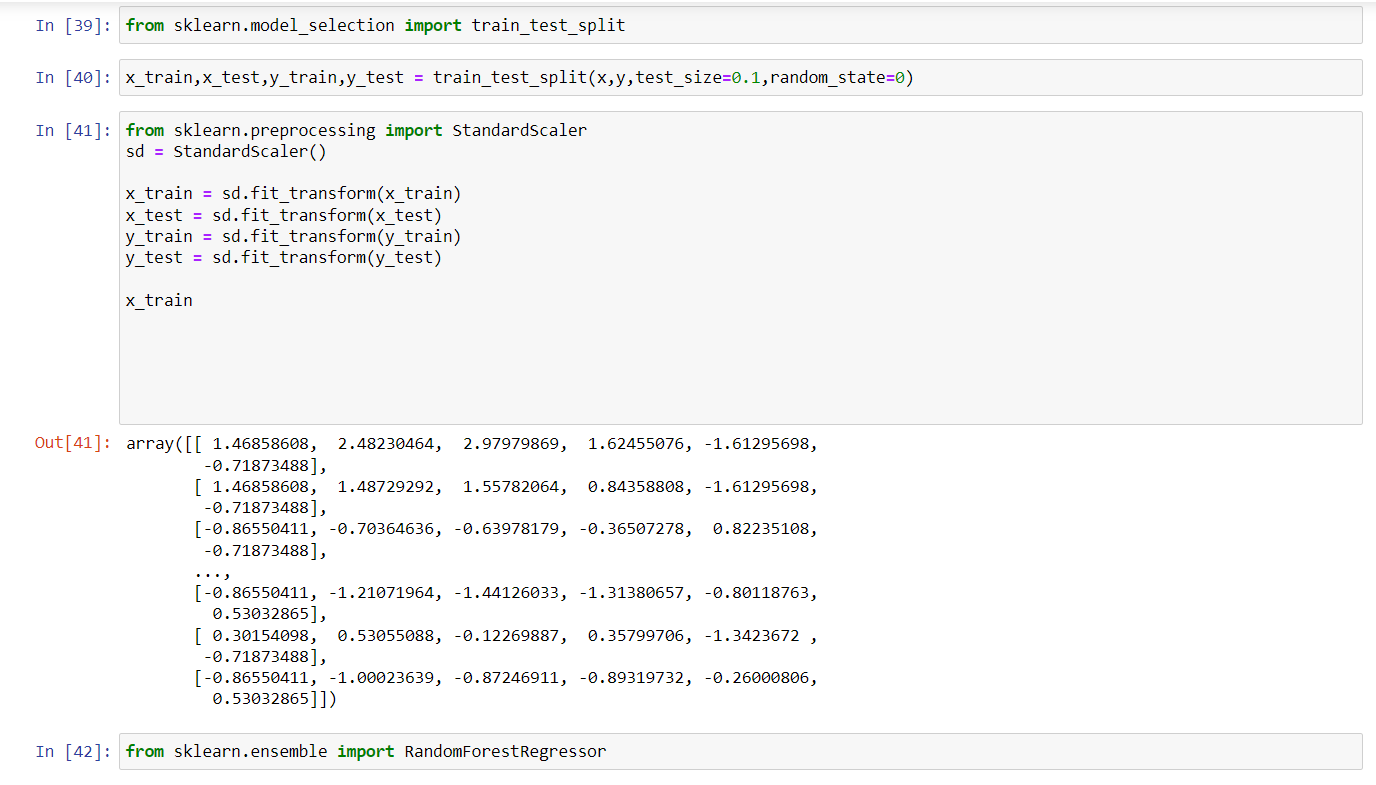 In [39]: from sklearn.model_selection import train_test_split
In [40]: x_train,x_test,y_train,y_test = train_test_split(x,y,test_size=0.1,random_state=0)
In [41]: from sklearn.preprocessing import StandardScaler
sd = StandardScaler()
x_train = sd.fit_transform(x_train)
x_test = sd.fit_transform(x_test)
y_train = sd.fit_transform(y_train)
y_test = sd.fit_transform(y_test)
x_train
Out[41]: array([[ 1.46858608,  2.48230464,  2.97979869,  1.62455076, -1.61295698,
-0.71873488],
[ 1.46858608,  1.48729292,  1.55782064,  0.84358808, -1.61295698,
-0.71873488],
[-0.86550411, -0.70364636, -0.63978179, -0.36507278,  0.82235108,
-0.71873488],
...,
[-0.86550411, -1.21071964, -1.44126033, -1.31380657, -0.80118763,
0.53032865],
[ 0.30154098,  0.53055088, -0.12269887,  0.35799706, -1.3423672 ,
-0.71873488],
[-0.86550411, -1.00023639, -0.87246911, -0.89319732, -0.26000806,
0.53032865]])
In [42]: from sklearn.ensemble import RandomForestRegressor